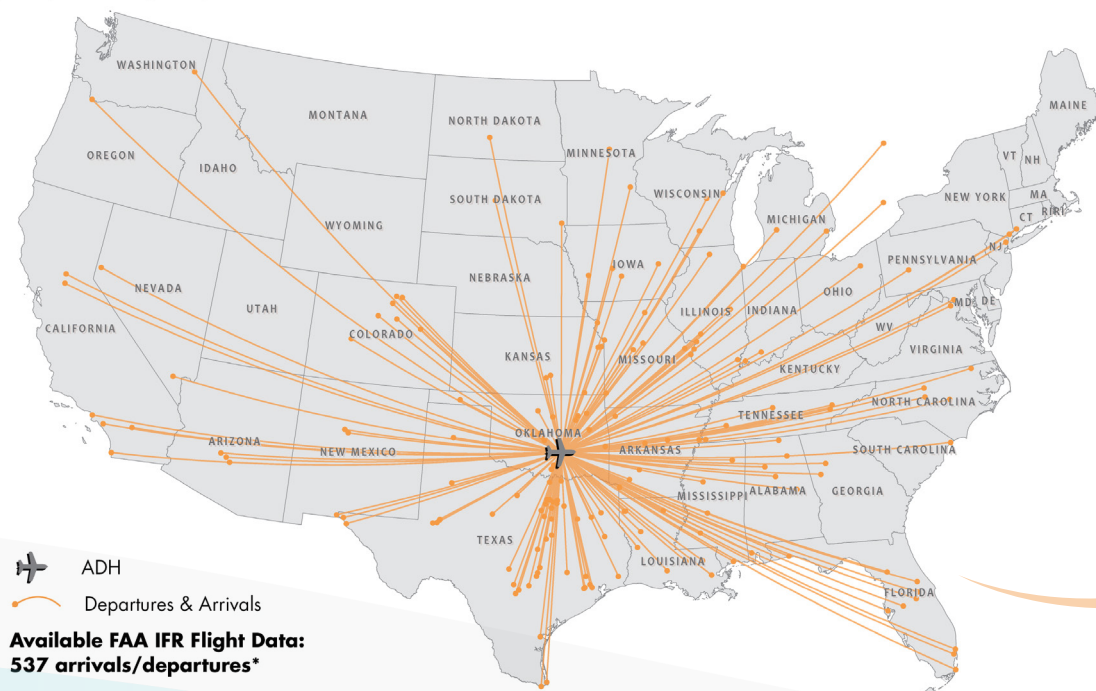 WASHINGTON
MONTANA
NORTH DAKOTA
MINNESOTA
MAINE
OREGON
IDAHO
VT
NH
WISCONSIN
SOUTH DAKOTA
WYOMING
MICHIGAN
NEW YORK
MA
CT
RI
RI
NJ
PENNSYLVANIA
IOWA
NEBRASKA
NEVADA
UTAH
COLORADO
CALIFORNIA
ILLINOIS
INDIANA
OHIO
MD
DE
WV
VIRGINIA
KANSAS
MISSOURI
KENTUCKY
NORTH CAROLINA
TENNESSEE
OKLAHOMA
ARIZONA
NEW MEXICO
ARKANSAS
SOUTH CAROLINA
MISSISSIPPI
ALABAMA
GEORGIA
TEXAS
LOUISIANA
FLORIDA
ADH
Departures & Arrivals
Available FAA IFR Flight Data:
537 arrivals/departures*